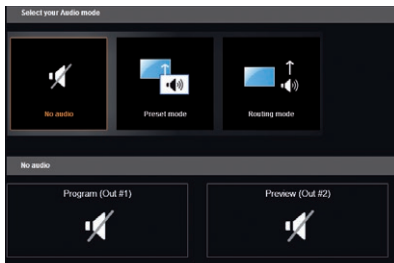 Select your Audio mode
No audio
Preset mode
Routing mode
No audio
Program (Out #1)
Preview (Out #2)